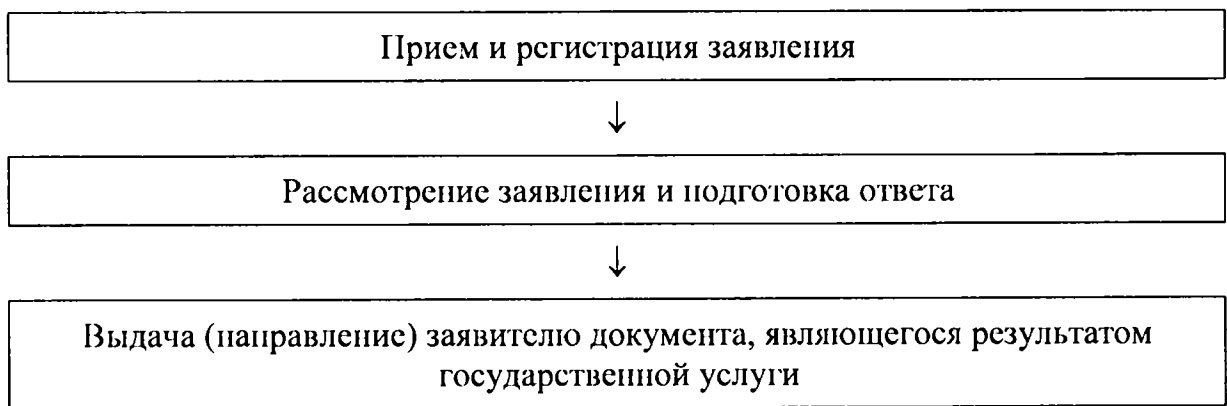 Прием и регистрация заявления
↓
Рассмотрение заявления и подготовка ответа
↓
Выдача (направление) заявителю документа, являющегося результатом
государственной услуги